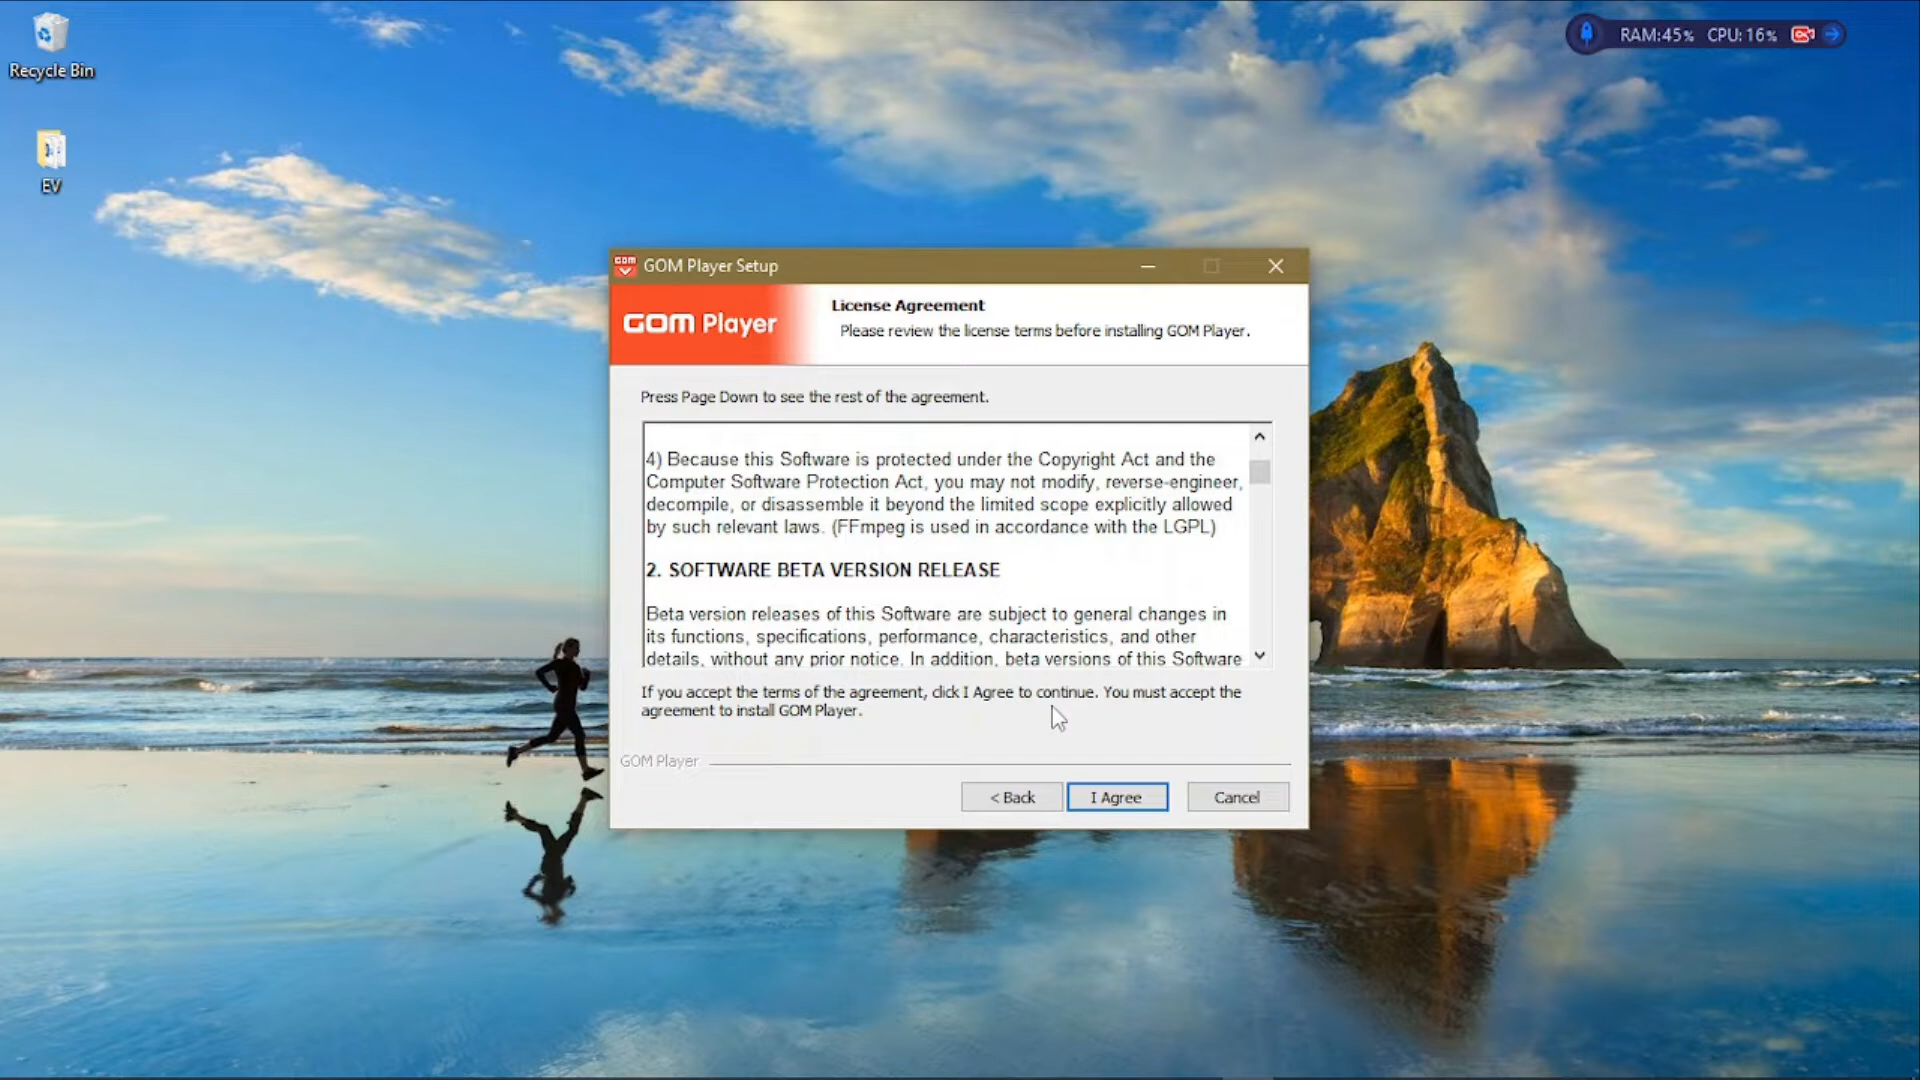 Recycle Bin
EV
RAM:45% CPU: 16%
GOM Player Setup
GOM Player
License Agreement
Please review the license terms before installing GOM Player.
Press Page Down to see the rest of the agreement.
4) Because this Software is protected under the Copyright Act and the
Computer Software Protection Act, you may not modify, reverse-engineer,
decompile, or disassemble it beyond the limited scope explicitly allowed
by such relevant laws. (FFmpeg is used in accordance with the LGPL)
2. SOFTWARE BETA VERSION RELEASE
Beta version releases of this Software are subject to general changes in
its functions, specifications, performance, characteristics, and other
details, without any prior notice. In addition, beta versions of this Software
If you accept the terms of the agreement, click I Agree to continue. You must accept the
agreement to install GOM Player.
GOM Player
< Back
I Agree
Cancel